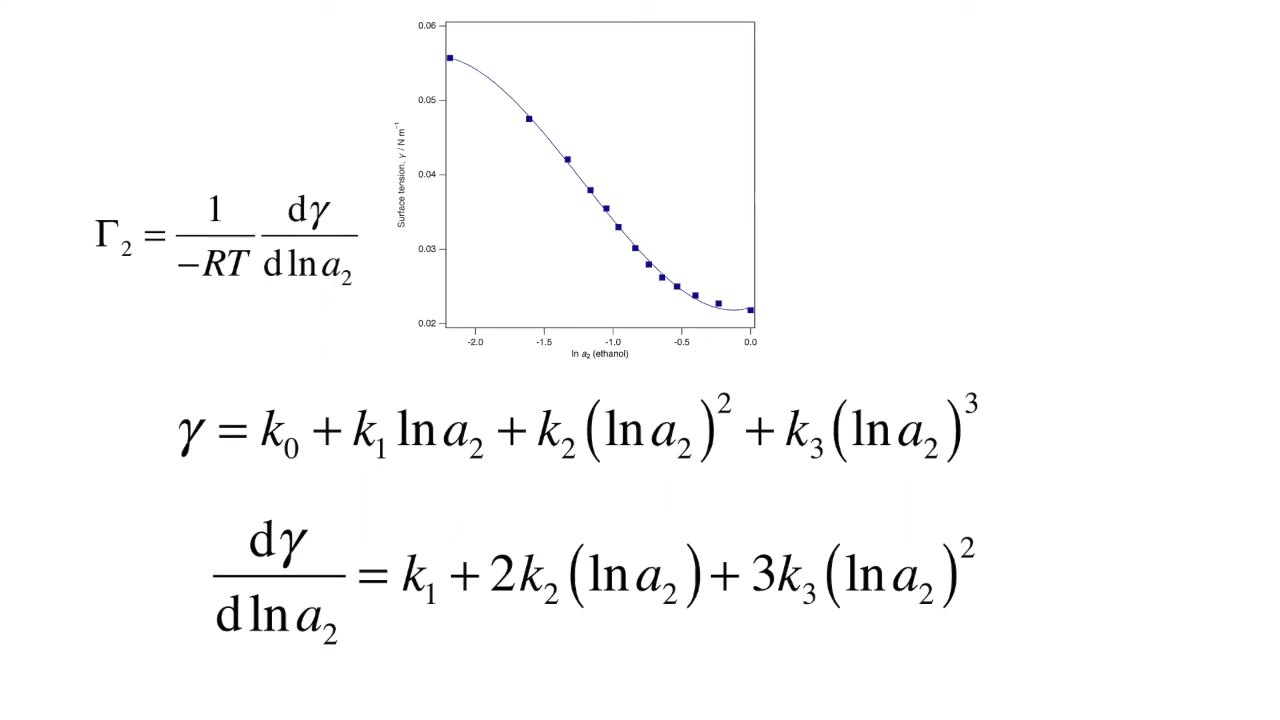 0.06
0.05
0.04
0.03
0.02
Surface tension, γ / N m⁻¹
-2.0 -1.5 -1.0 -0.5 0.0
ln a₂ (ethanol)
Γ₂ = 1/(−RT) dγ/(d ln a₂)
γ = k₀ + k₁ ln a₂ + k₂(ln a₂)² + k₃(ln a₂)³
dγ/(d ln a₂) = k₁ + 2k₂(ln a₂) + 3k₃(ln a₂)²